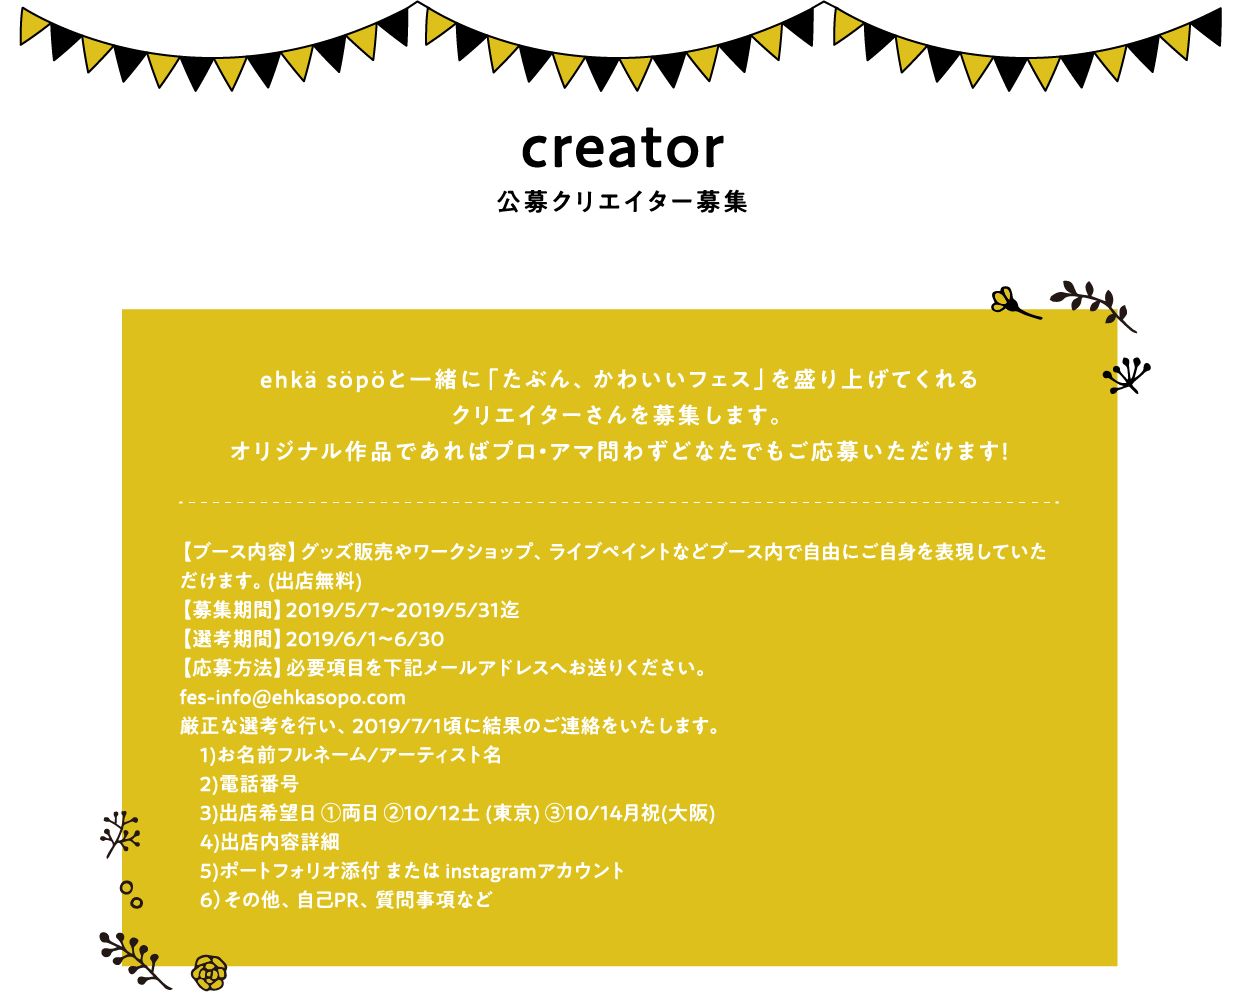 creator
公募クリエイター募集
ehkä söpöと一緒に「たぶん、かわいいフェス」を盛り上げてくれる
クリエイターさんを募集します。
オリジナル作品であればプロ・アマ問わずどなたでもご応募いただけます!
【ブース内容】グッズ販売やワークショップ、ライブペイントなどブース内で自由にご自身を表現していた
だけます。(出店無料)
【募集期間】2019/5/7~2019/5/31迄
【選考期間】2019/6/1~6/30
【応募方法】必要項目を下記メールアドレスへお送りください。
fes-info@ehkasopo.com
厳正な選考を行い、2019/7/1頃に結果のご連絡をいたします。
1)お名前フルネーム/アーティスト名
2)電話番号
3)出店希望日 ①両日 ②10/12土 (東京) ③10/14月祝(大阪)
4)出店内容詳細
5)ポートフォリオ添付 または instagramアカウント
6）その他、自己PR、質問事項など